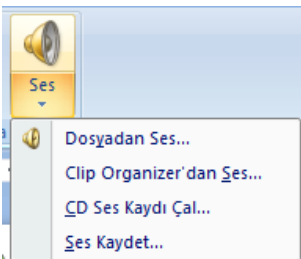 Ses
Dosyadan Ses...
Clip Organizer'dan Ses...
CD Ses Kaydı Çal...
Ses Kaydet...